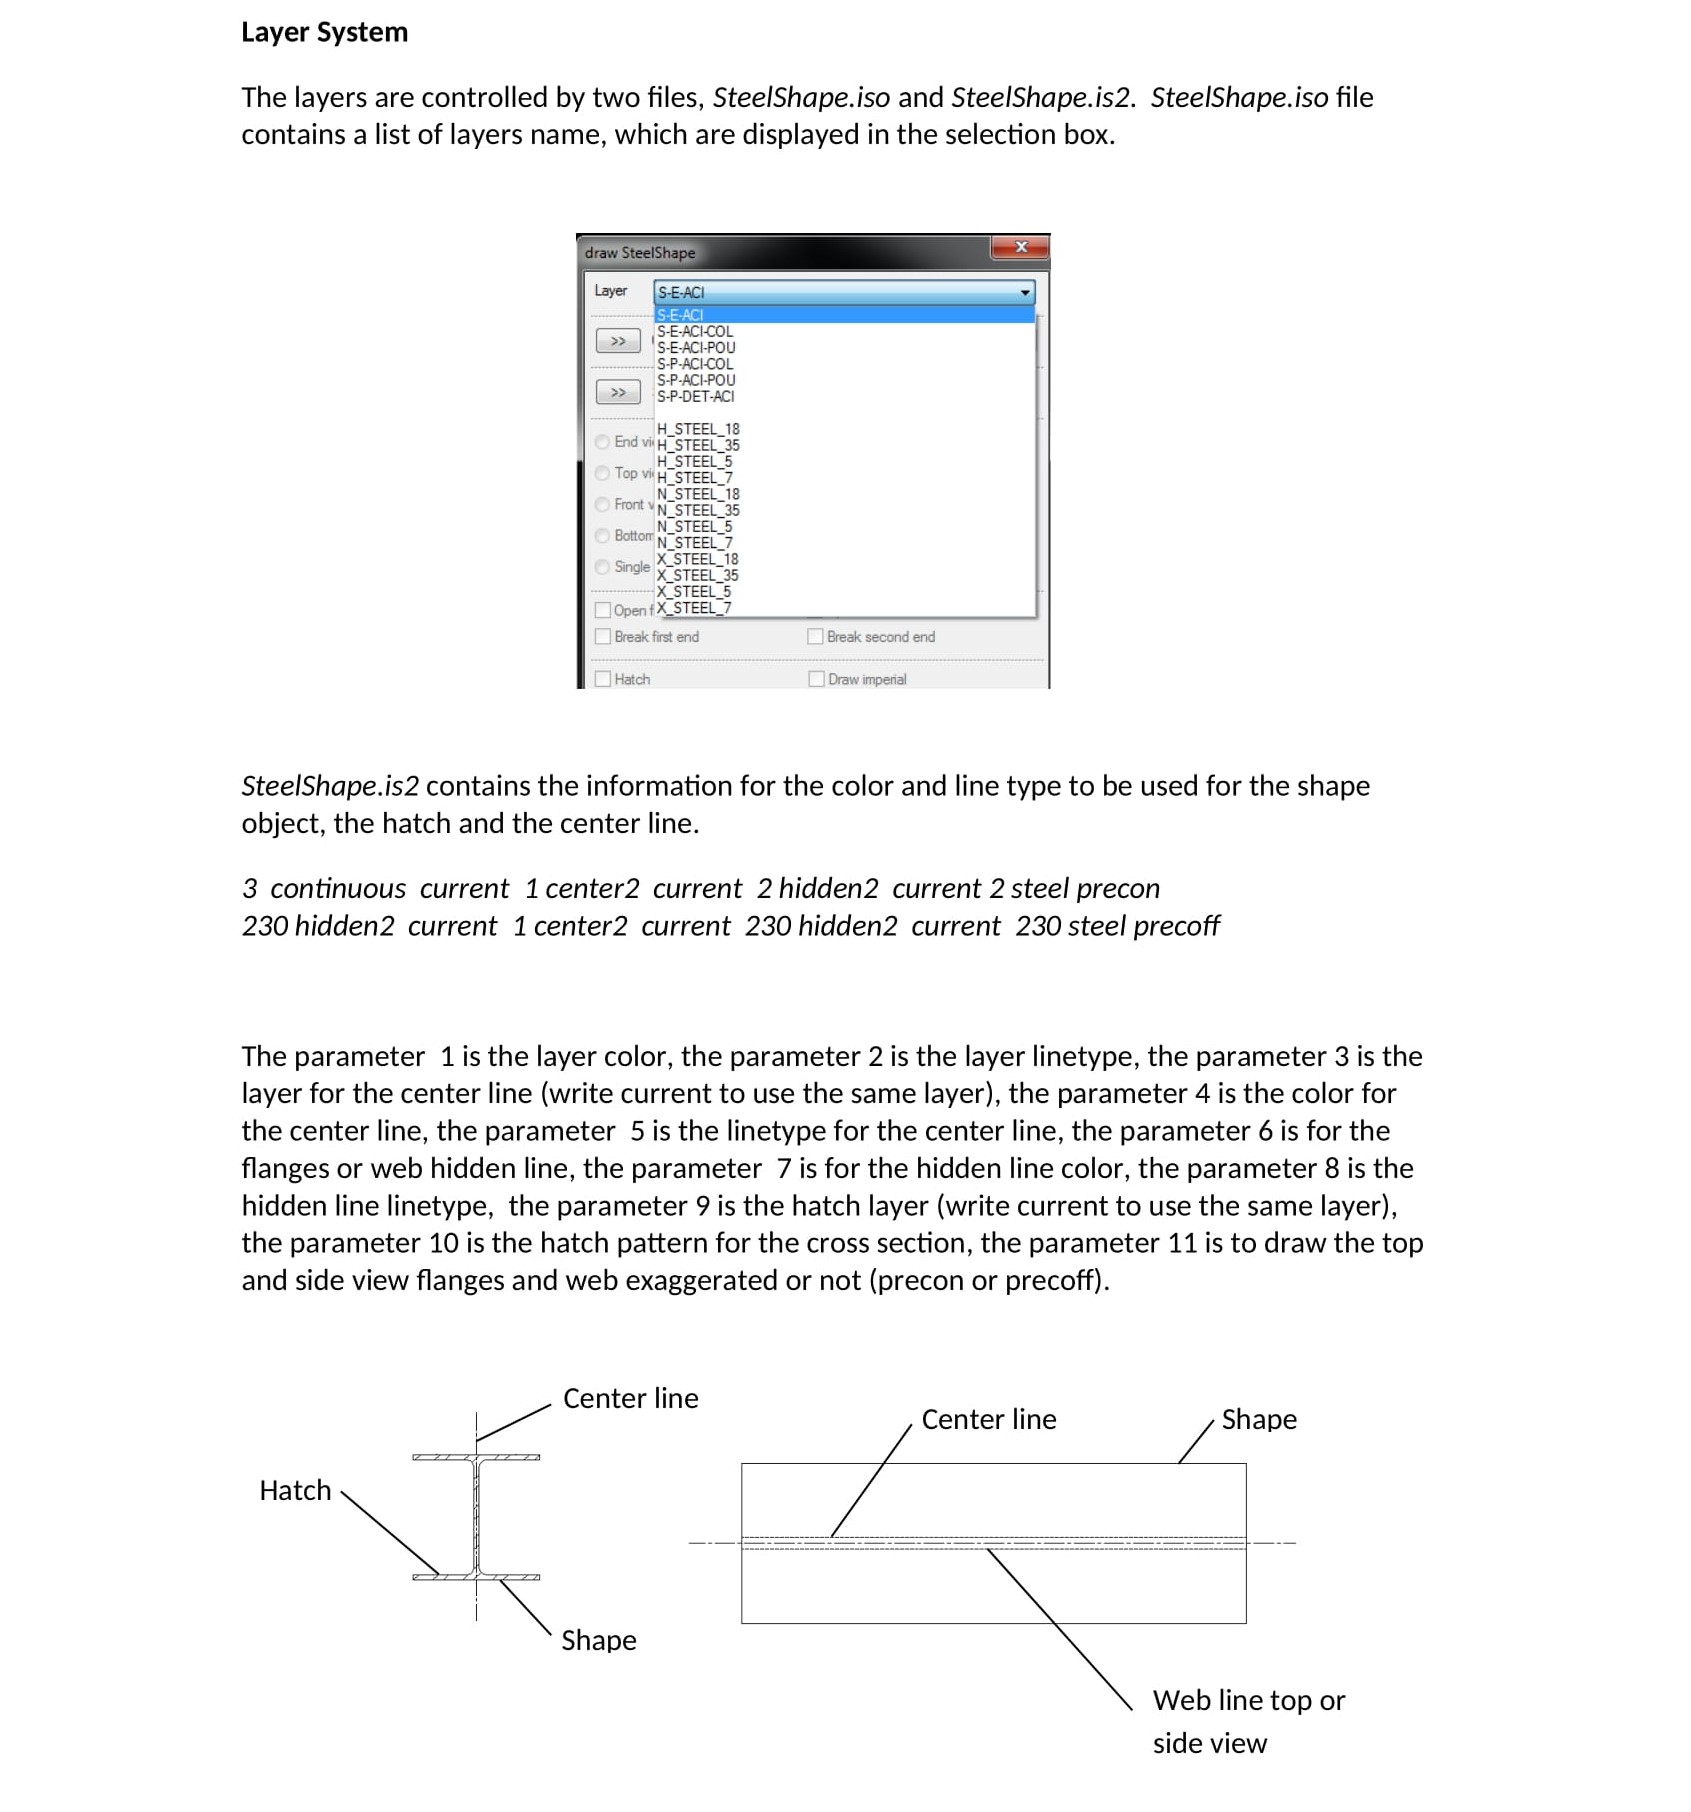 Layer System
The layers are controlled by two files, SteelShape.iso and SteelShape.is2.  SteelShape.iso file
contains a list of layers name, which are displayed in the selection box.
draw SteelShape
x
Layer
S-E-ACI
S-E-ACI
S-E-ACI-COL
>>
S-E-ACI-POU
S-P-ACI-COL
S-P-ACI-POU
>>
S-P-DET-ACI
H_STEEL_18
End vi
H_STEEL_35
H_STEEL_5
Top vi
H_STEEL_7
N_STEEL_18
Front v
N_STEEL_35
N_STEEL_5
Bottom
N_STEEL_7
X_STEEL_18
Single
X_STEEL_35
X_STEEL_5
Open f
X_STEEL_7
Break first end
Break second end
Hatch
Draw imperial
SteelShape.is2 contains the information for the color and line type to be used for the shape
object, the hatch and the center line.
3  continuous  current  1 center2  current  2 hidden2  current 2 steel precon
230 hidden2  current  1 center2  current  230 hidden2  current  230 steel precoff
The parameter  1 is the layer color, the parameter 2 is the layer linetype, the parameter 3 is the
layer for the center line (write current to use the same layer), the parameter 4 is the color for
the center line, the parameter  5 is the linetype for the center line, the parameter 6 is for the
flanges or web hidden line, the parameter  7 is for the hidden line color, the parameter 8 is the
hidden line linetype,  the parameter 9 is the hatch layer (write current to use the same layer),
the parameter 10 is the hatch pattern for the cross section, the parameter 11 is to draw the top
and side view flanges and web exaggerated or not (precon or precoff).
Center line
Center line
Shape
Hatch
Shape
Web line top or
side view